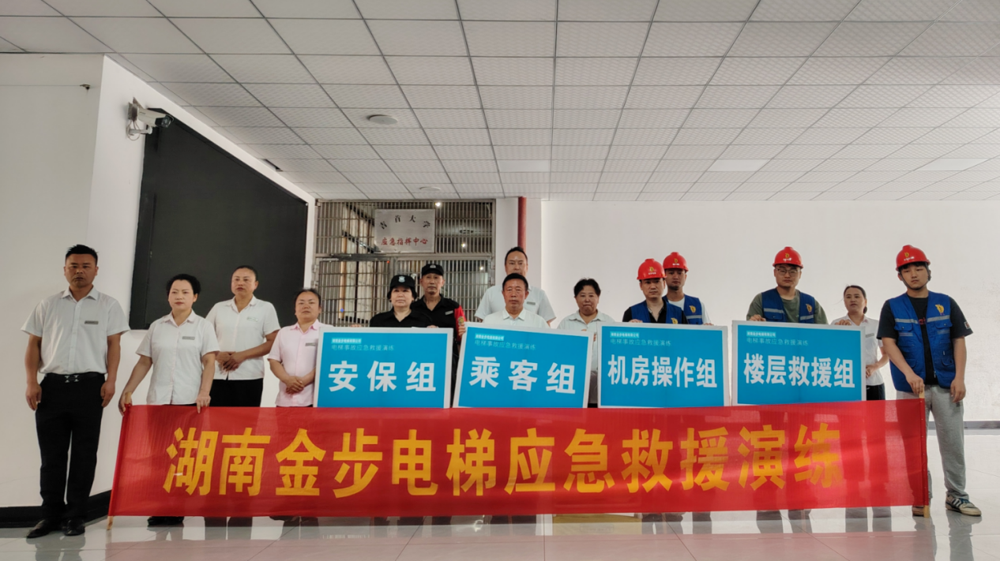 应急指挥中心
电梯事故应急救援演练
安保组
电梯事故应急救援演练
乘客组
电梯事故应急救援演练
机房操作组
电梯事故应急救援演练
楼层救援组
湖南金步电梯应急救援演练